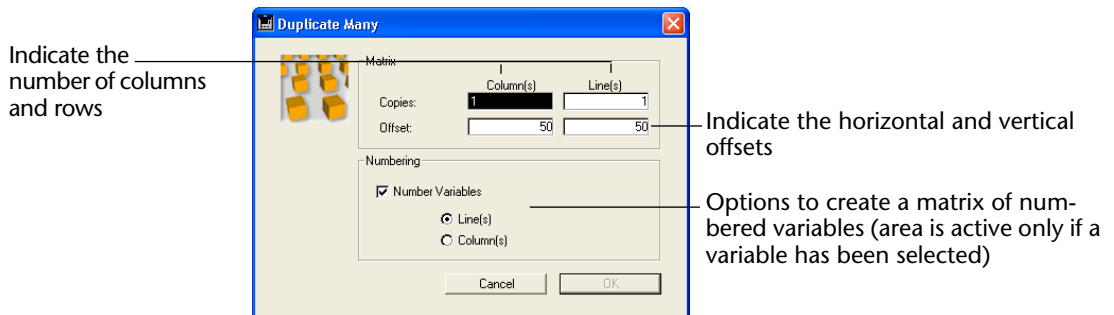 Duplicate Many
Indicate the
number of columns
and rows
Matrix
Column(s) Line(s)
Copies: 1 1
Offset: 50 50
Indicate the horizontal and vertical
offsets
Numbering
Number Variables
Line(s)
Column(s)
Options to create a matrix of num-
bered variables (area is active only if a
variable has been selected)
Cancel OK